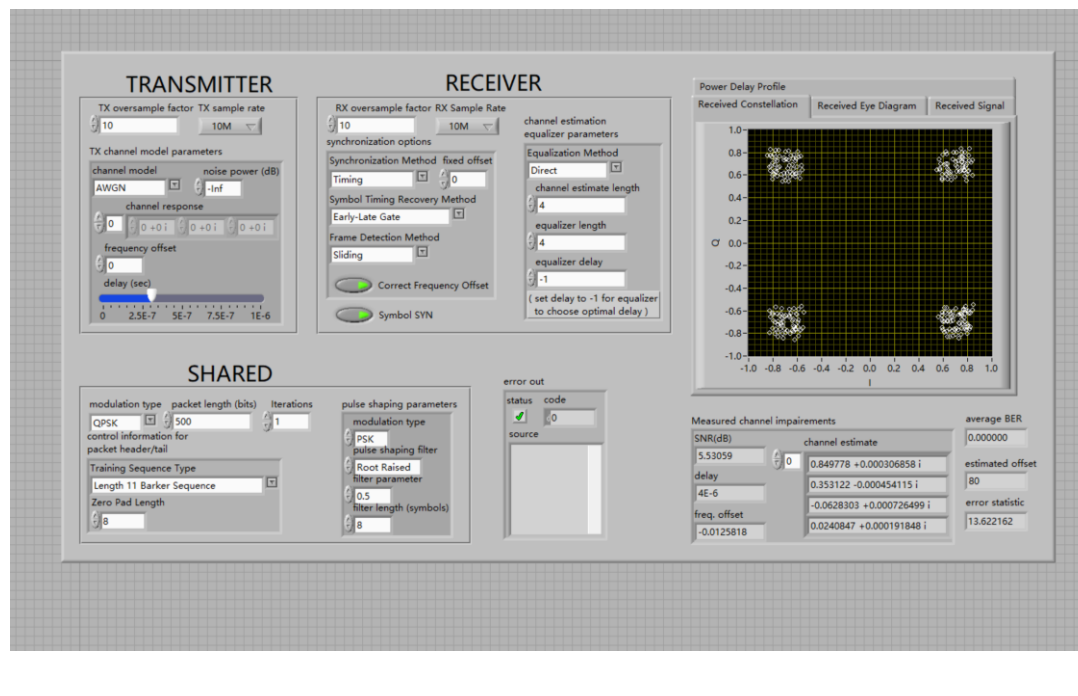 TRANSMITTER
TX oversample factor TX sample rate
10 10M
TX channel model parameters
channel model noise power (dB)
AWGN -Inf
channel response
0 0 +0 i 0 +0 i 0 +0 i
frequency offset
0
delay (sec)
0 2.5E-7 5E-7 7.5E-7 1E-6
RECEIVER
RX oversample factor RX Sample Rate
10 10M
synchronization options
Synchronization Method fixed offset
Timing 0
Symbol Timing Recovery Method
Early-Late Gate
Frame Detection Method
Sliding
Correct Frequency Offset
Symbol SYN
channel estimation
equalizer parameters
Equalization Method
Direct
channel estimate length
4
equalizer length
4
equalizer delay
-1
( set delay to -1 for equalizer
to choose optimal delay )
Power Delay Profile
Received Constellation Received Eye Diagram Received Signal
1.0
0.8
0.6
0.4
0.2
Q 0.0
-0.2
-0.4
-0.6
-0.8
-1.0
-1.0 -0.8 -0.6 -0.4 -0.2 0.0 0.2 0.4 0.6 0.8 1.0
I
SHARED
modulation type packet length (bits) Iterations
QPSK 500 1
control information for
packet header/tail
Training Sequence Type
Length 11 Barker Sequence
Zero Pad Length
8
pulse shaping parameters
modulation type
PSK
pulse shaping filter
Root Raised
filter parameter
0.5
filter length (symbols)
8
error out
status code
0
source
Measured channel impairements
SNR(dB)
5.53059
delay
4E-6
freq. offset
-0.0125818
channel estimate
0 0.849778 +0.000306858 i
0.353122 -0.000454115 i
-0.0628303 +0.000726499 i
0.0240847 +0.000191848 i
average BER
0.000000
estimated offset
80
error statistic
13.622162